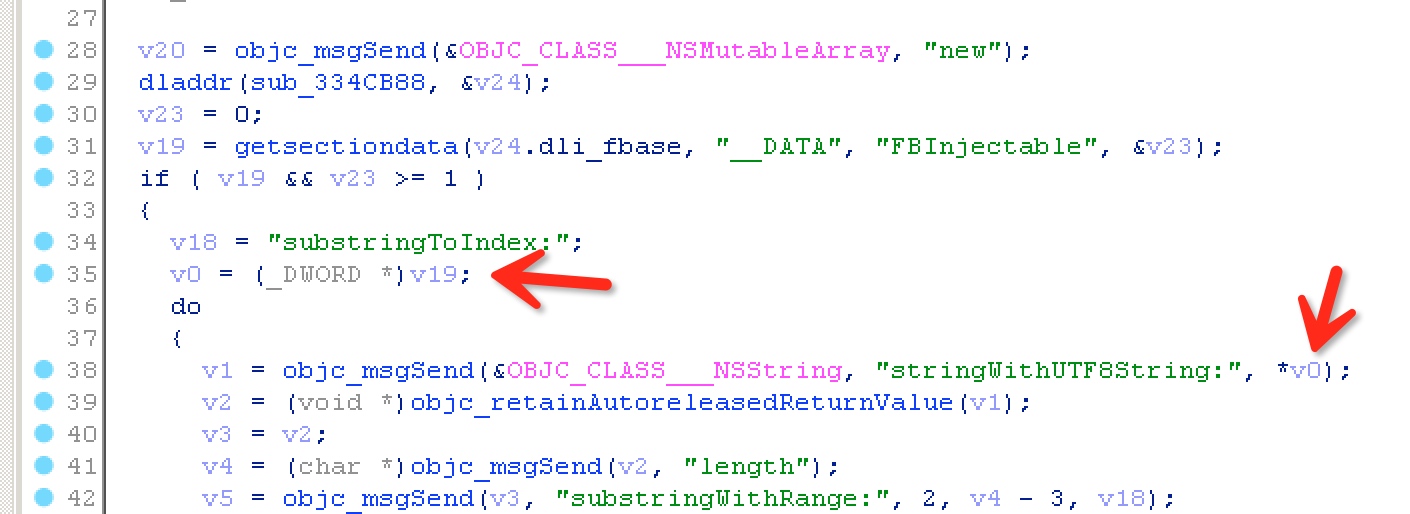 27
28 v20 = objc_msgSend(&OBJC_CLASS___NSMutableArray, "new");
29 dladdr(sub_334CB88, &v24);
30 v23 = 0;
31 v19 = getsectiondata(v24.dli_fbase, "__DATA", "FBInjectable", &v23);
32 if ( v19 && v23 >= 1 )
33 {
34 v18 = "substringToIndex:";
35 v0 = (_DWORD *)v19;
36 do
37 {
38 v1 = objc_msgSend(&OBJC_CLASS___NSString, "stringWithUTF8String:", *v0);
39 v2 = (void *)objc_retainAutoreleasedReturnValue(v1);
40 v3 = v2;
41 v4 = (char *)objc_msgSend(v2, "length");
42 v5 = objc_msgSend(v3, "substringWithRange:", 2, v4 - 3, v18);